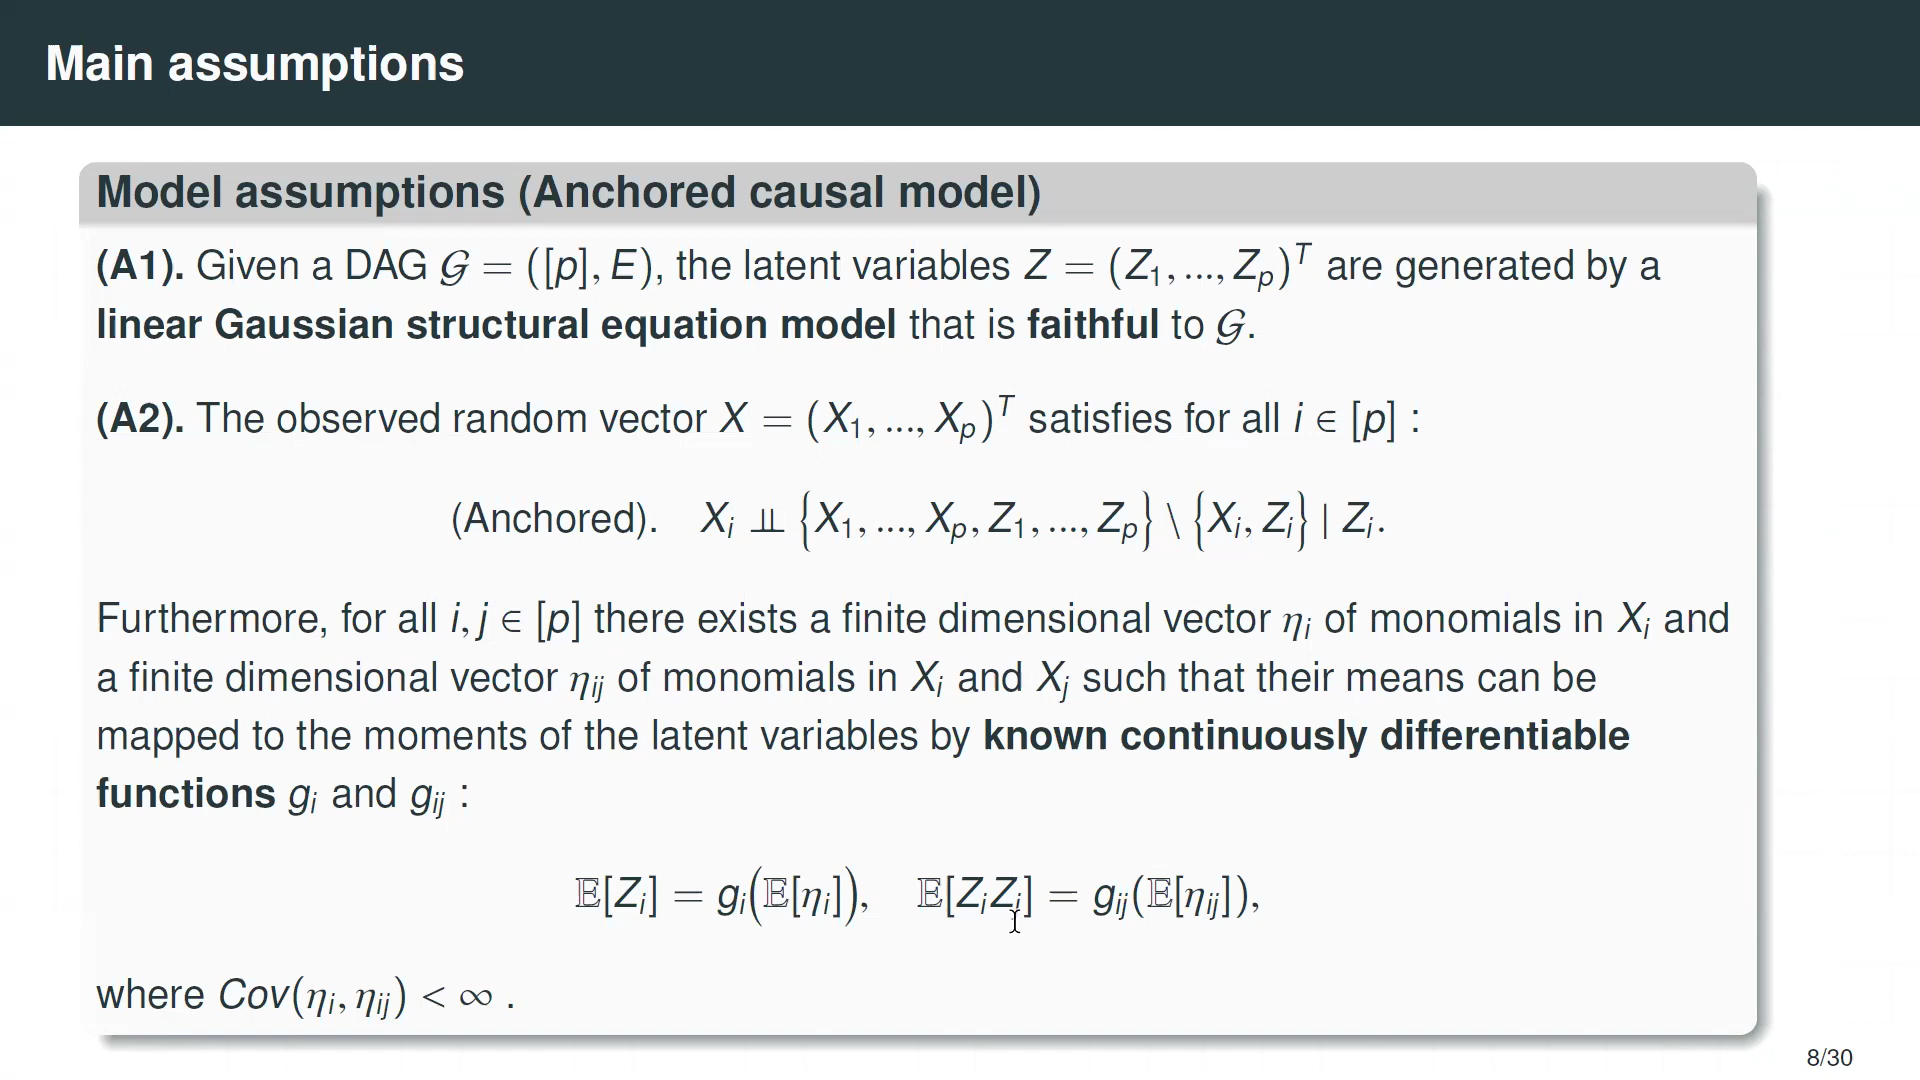 Main assumptions
Model assumptions (Anchored causal model)
(A1). Given a DAG 𝒢 = ([p], E), the latent variables Z = (Z₁, ..., Zₚ)ᵀ are generated by a
linear Gaussian structural equation model that is faithful to 𝒢.
(A2). The observed random vector X = (X₁, ..., Xₚ)ᵀ satisfies for all i ∈ [p] :
(Anchored). Xᵢ ⫫ {X₁, ..., Xₚ, Z₁, ..., Zₚ} \ {Xᵢ, Zᵢ} | Zᵢ.
Furthermore, for all i, j ∈ [p] there exists a finite dimensional vector ηᵢ of monomials in Xᵢ and
a finite dimensional vector ηᵢⱼ of monomials in Xᵢ and Xⱼ such that their means can be
mapped to the moments of the latent variables by known continuously differentiable
functions gᵢ and gᵢⱼ :
𝔼[Zᵢ] = gᵢ(𝔼[ηᵢ]), 𝔼[ZᵢZᵢ] = gᵢⱼ(𝔼[ηᵢⱼ]),
where Cov(ηᵢ, ηᵢⱼ) < ∞ .
8/30